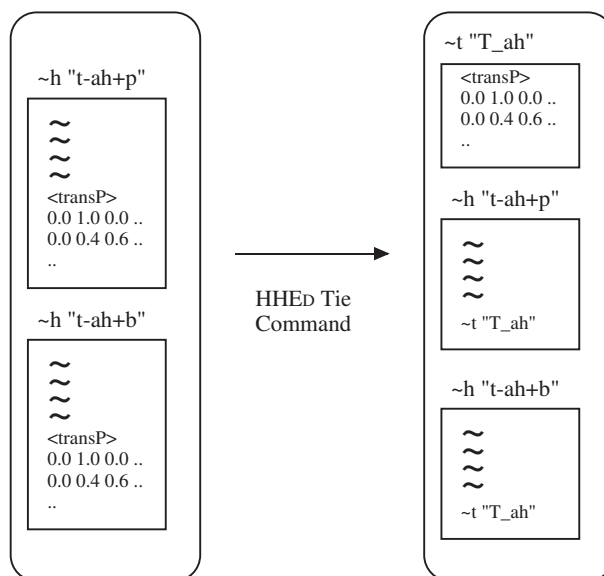 ~h "t-ah+p"
<transP>
0.0 1.0 0.0 ..
0.0 0.4 0.6 ..
..
~h "t-ah+b"
<transP>
0.0 1.0 0.0 ..
0.0 0.4 0.6 ..
..
HHED Tie
Command
~t "T_ah"
<transP>
0.0 1.0 0.0 ..
0.0 0.4 0.6 ..
..
~h "t-ah+p"
~t "T_ah"
~h "t-ah+b"
~t "T_ah"